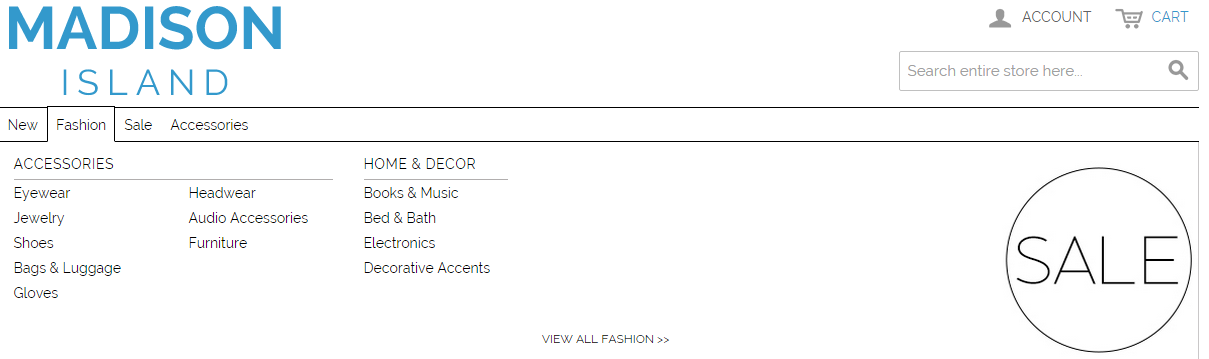 MADISON
ISLAND
ACCOUNT CART
Search entire store here...
New Fashion Sale Accessories
ACCESSORIES
Eyewear Headwear
Jewelry Audio Accessories
Shoes Furniture
Bags & Luggage
Gloves
HOME & DECOR
Books & Music
Bed & Bath
Electronics
Decorative Accents
SALE
VIEW ALL FASHION >>